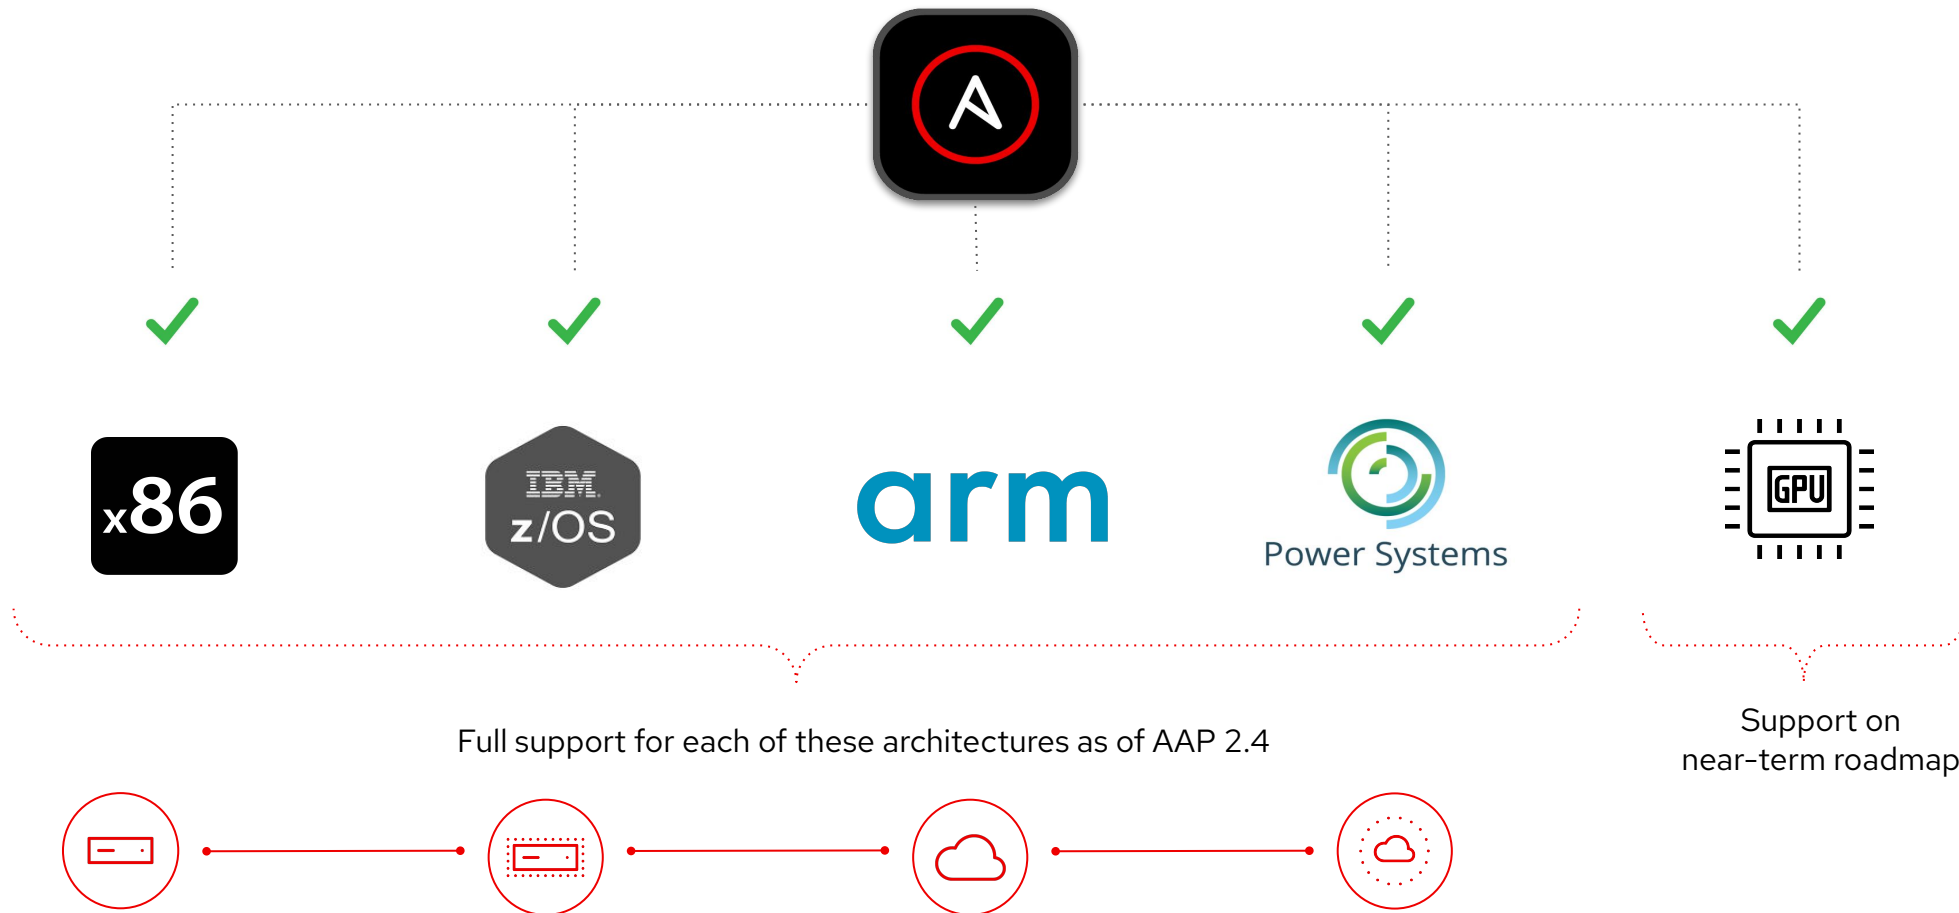 x86
IBM.
z/OS
arm
Power Systems
GPU
Full support for each of these architectures as of AAP 2.4
Support on
near-term roadmap